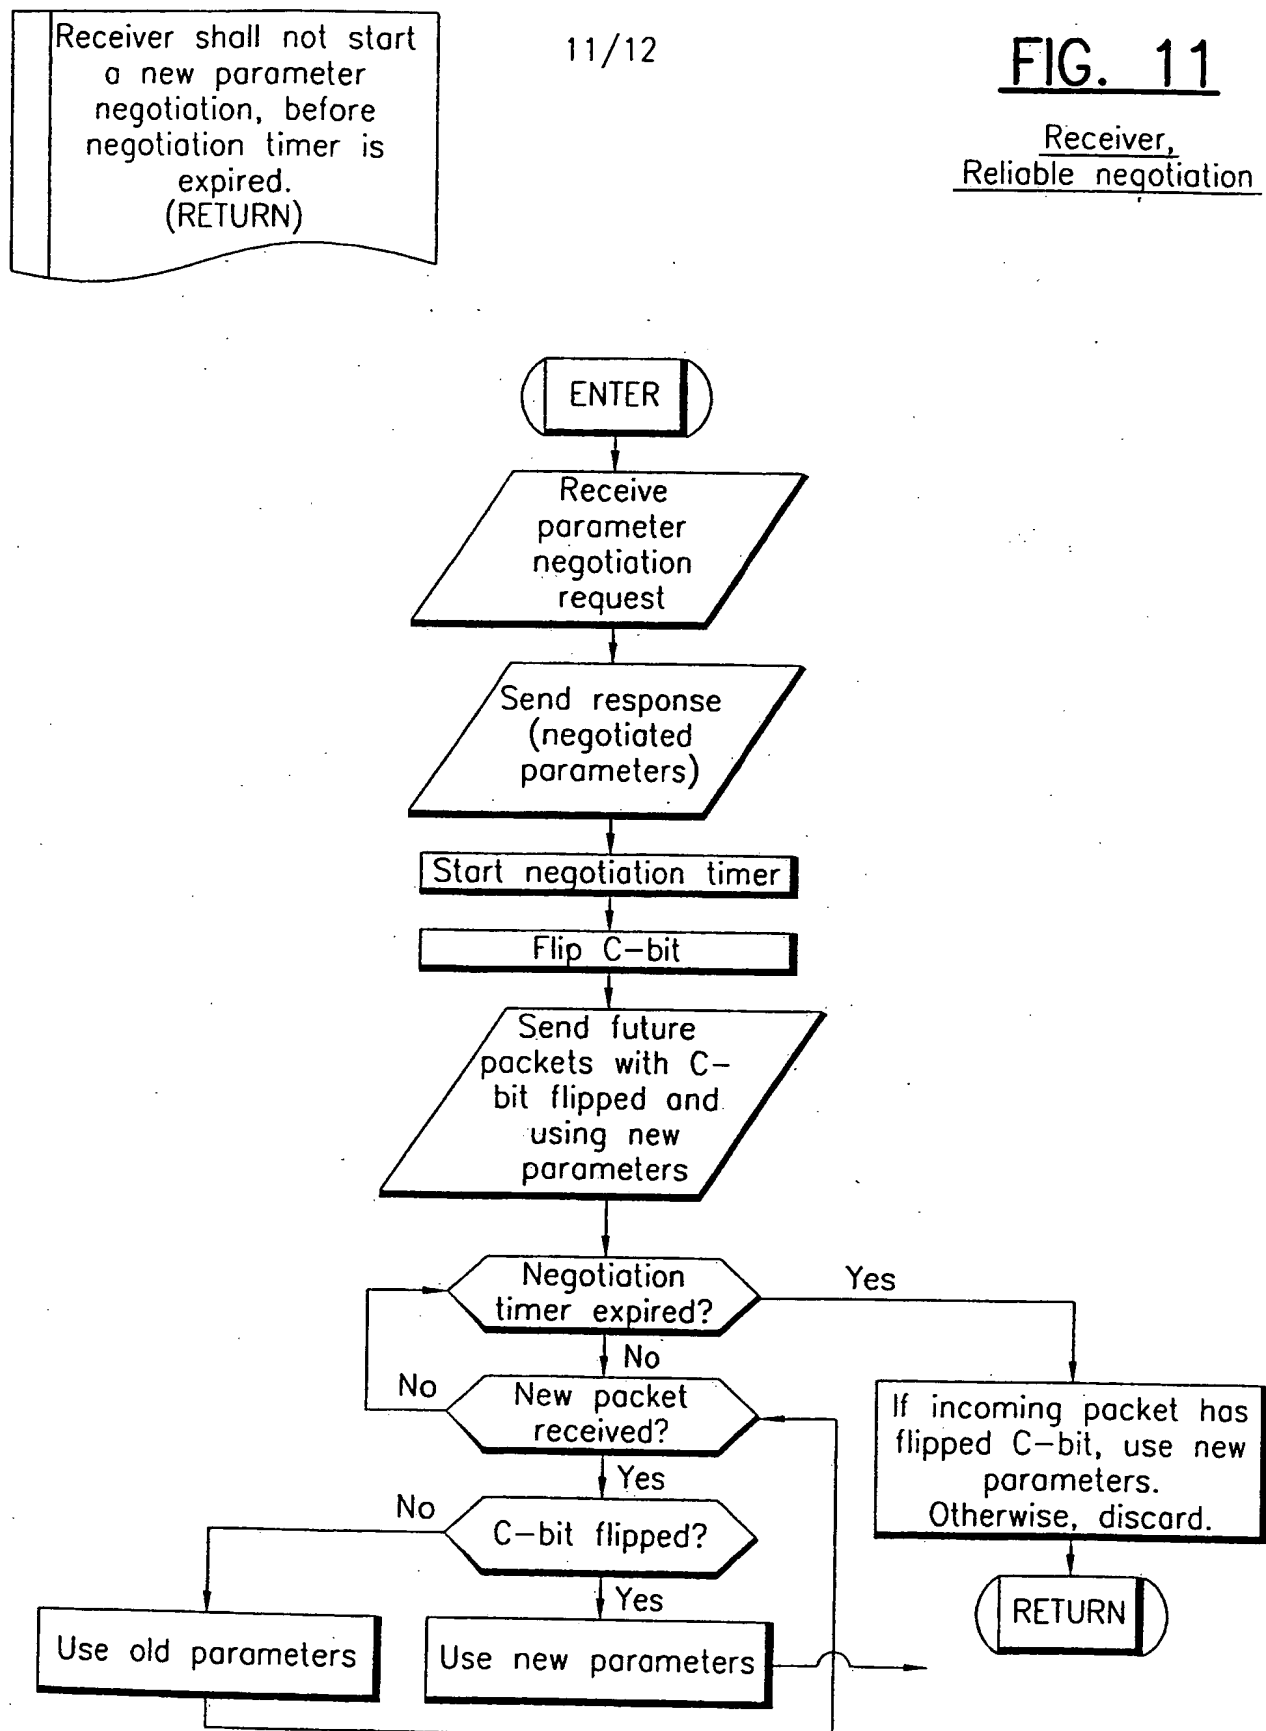 Receiver shall not start
a new parameter
negotiation, before
negotiation timer is
expired.
(RETURN)
11/12
FIG. 11
Receiver,
Reliable negotiation
ENTER
Receive
parameter
negotiation
request
Send response
(negotiated
parameters)
Start negotiation timer
Flip C-bit
Send future
packets with C-
bit flipped and
using new
parameters
Negotiation
timer expired?
Yes
No
New packet
received?
No
Yes
If incoming packet has
flipped C-bit, use new
parameters.
Otherwise, discard.
C-bit flipped?
No
Yes
RETURN
Use old parameters
Use new parameters